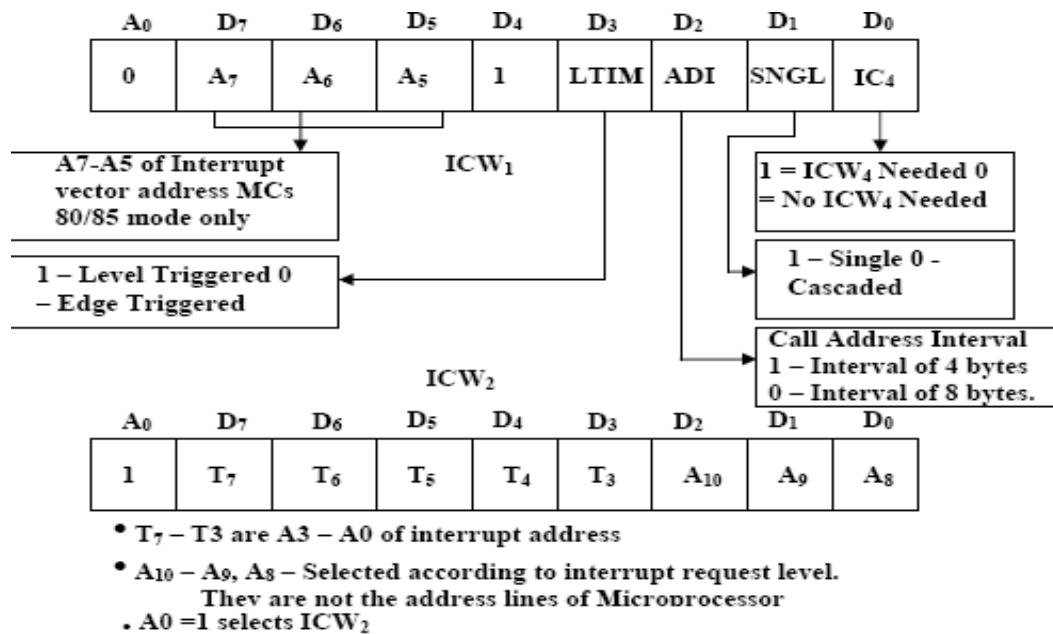 A₀ D₇ D₆ D₅ D₄ D₃ D₂ D₁ D₀
0 A₇ A₆ A₅ 1 LTIM ADI SNGL IC₄
A7-A5 of Interrupt
vector address MCs
80/85 mode only
ICW₁
1 = ICW₄ Needed 0
= No ICW₄ Needed
1 – Level Triggered 0
– Edge Triggered
1 – Single 0 -
Cascaded
Call Address Interval
1 – Interval of 4 bytes
0 – Interval of 8 bytes.
ICW₂
A₀ D₇ D₆ D₅ D₄ D₃ D₂ D₁ D₀
1 T₇ T₆ T₅ T₄ T₃ A₁₀ A₉ A₈
• T₇ – T3 are A3 – A0 of interrupt address
• A₁₀ – A₉, A₈ – Selected according to interrupt request level.
They are not the address lines of Microprocessor
. A0 =1 selects ICW₂